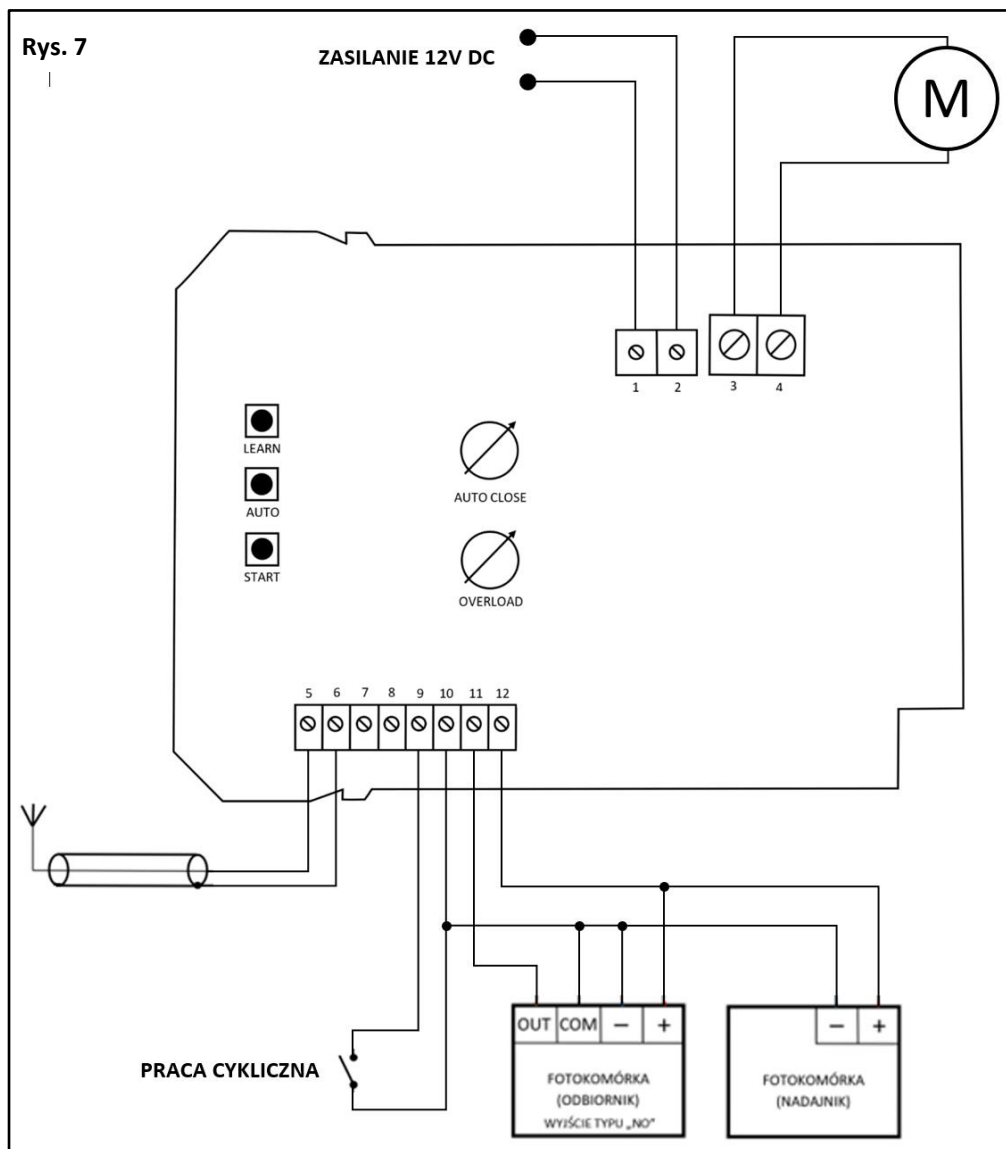 Rys. 7
ZASILANIE 12V DC
M
1 2 3 4
LEARN
AUTO CLOSE
AUTO
START
OVERLOAD
5 6 7 8 9 10 11 12
OUT COM — +
— +
PRACA CYKLICZNA
FOTOKOMÓRKA
(ODBIORNIK)
WYJŚCIE TYPU „NO"
FOTOKOMÓRKA
(NADAJNIK)